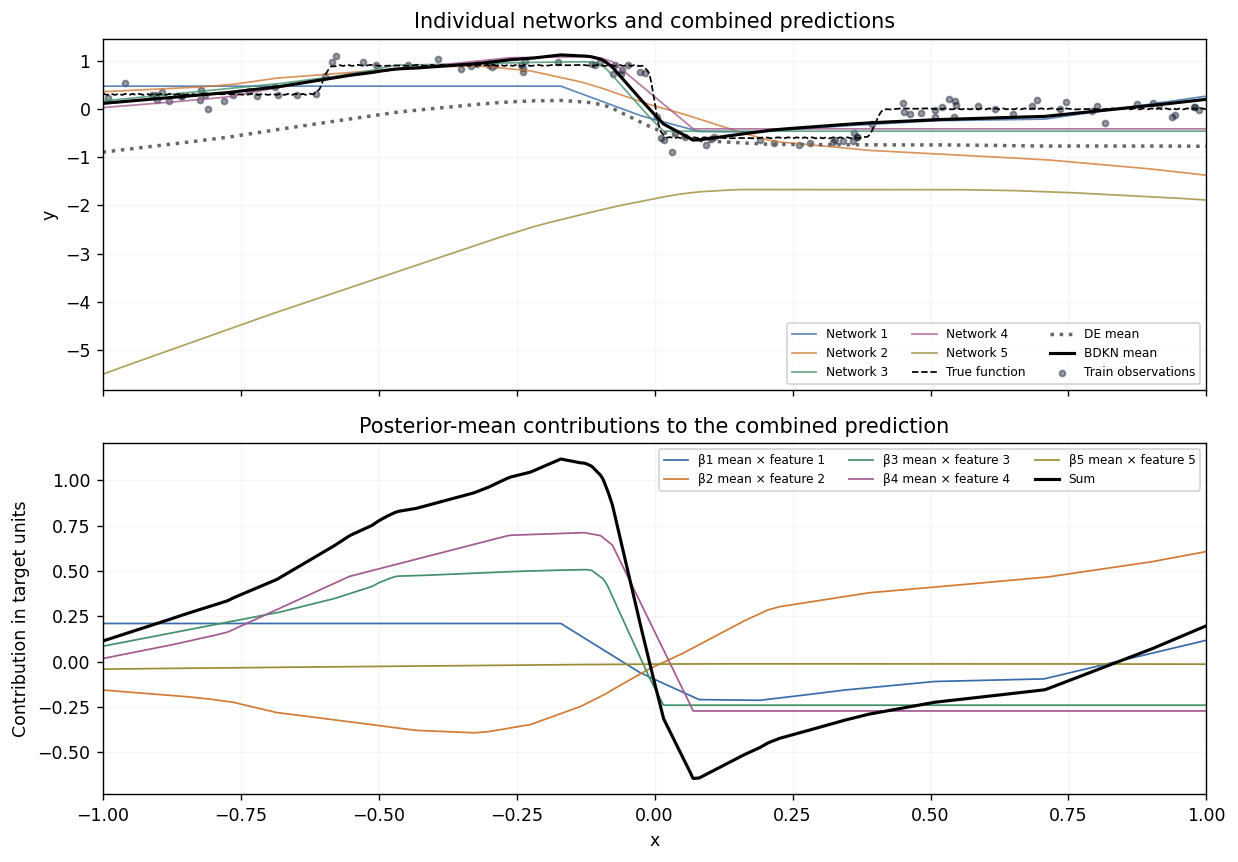 Individual networks and combined predictions
1
0
−1
−2
−3
−4
−5
y
Network 1
Network 2
Network 3
Network 4
Network 5
True function
DE mean
BDKN mean
Train observations
Posterior-mean contributions to the combined prediction
1.00
0.75
0.50
0.25
0.00
−0.25
−0.50
Contribution in target units
β1 mean × feature 1
β2 mean × feature 2
β3 mean × feature 3
β4 mean × feature 4
β5 mean × feature 5
Sum
−1.00 −0.75 −0.50 −0.25 0.00 0.25 0.50 0.75 1.00
x